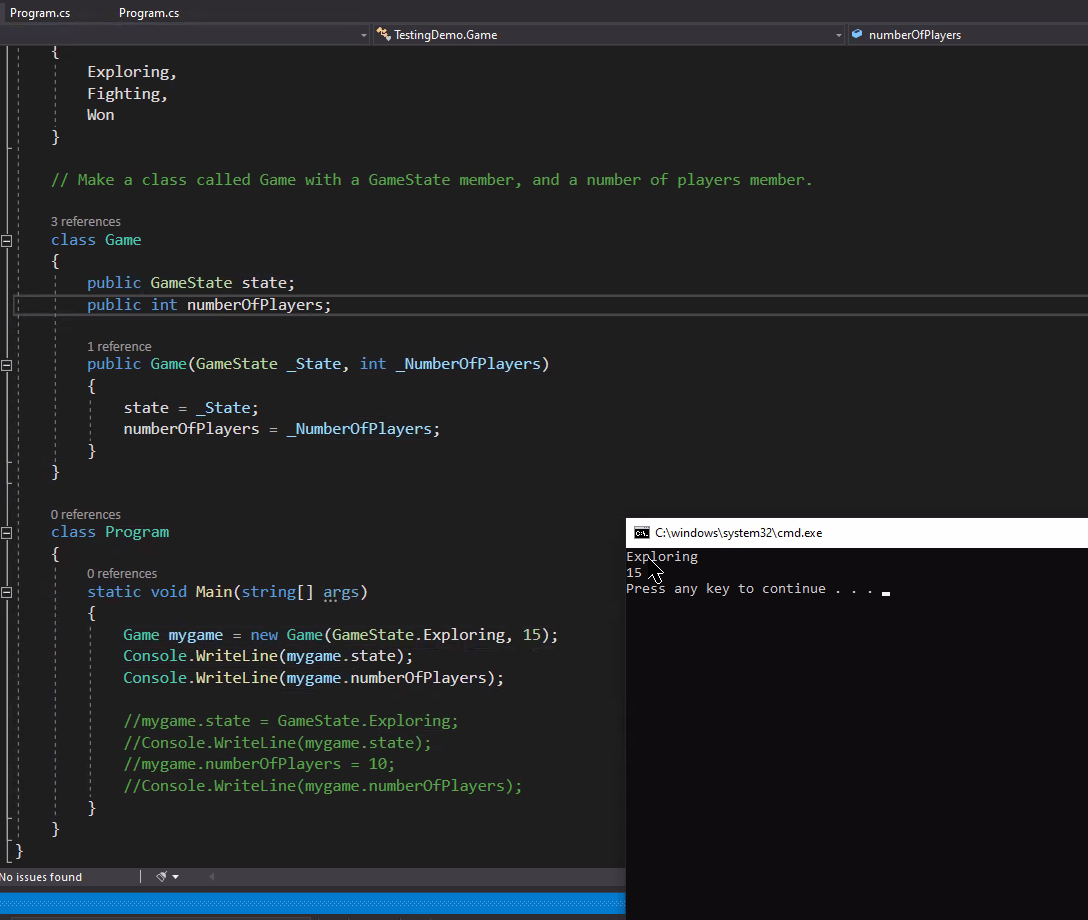 Program.cs Program.cs
TestingDemo.Game numberOfPlayers
{
Exploring,
Fighting,
Won
}
// Make a class called Game with a GameState member, and a number of players member.
3 references
class Game
{
public GameState state;
public int numberOfPlayers;
1 reference
public Game(GameState _State, int _NumberOfPlayers)
{
state = _State;
numberOfPlayers = _NumberOfPlayers;
}
}
0 references
class Program
{
0 references
static void Main(string[] args)
{
Game mygame = new Game(GameState.Exploring, 15);
Console.WriteLine(mygame.state);
Console.WriteLine(mygame.numberOfPlayers);
//mygame.state = GameState.Exploring;
//Console.WriteLine(mygame.state);
//mygame.numberOfPlayers = 10;
//Console.WriteLine(mygame.numberOfPlayers);
}
}
}
No issues found
C:\windows\system32\cmd.exe
Exploring
15
Press any key to continue . . .